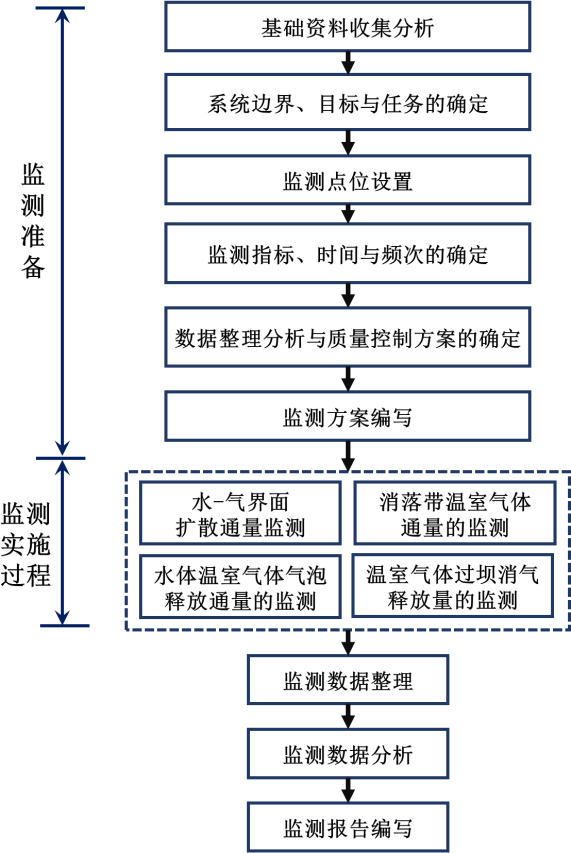 基础资料收集分析
系统边界、目标与任务的确定
监测点位设置
监测指标、时间与频次的确定
数据整理分析与质量控制方案的确定
监测方案编写
监
测
准
备
监测
实施
过程
水-气界面
扩散通量监测
消落带温室气体
通量的监测
水体温室气体气泡
释放通量的监测
温室气体过坝消气
释放量的监测
监测数据整理
监测数据分析
监测报告编写